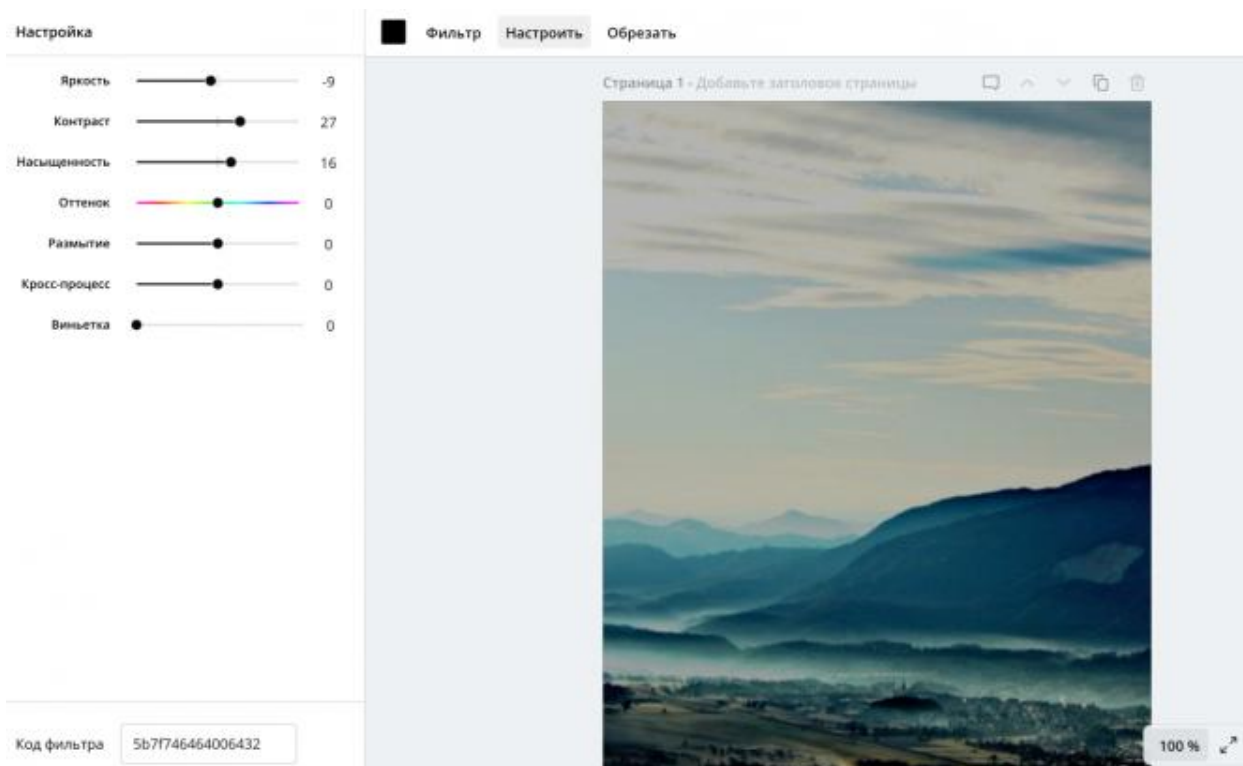 Настройка
Фильтр Настроить Обрезать
Страница 1 - Добавьте заголовок страницы
Яркость -9
Контраст 27
Насыщенность 16
Оттенок 0
Размытие 0
Кросс-процесс 0
Виньетка 0
Код фильтра 5b7f746464006432
100 %